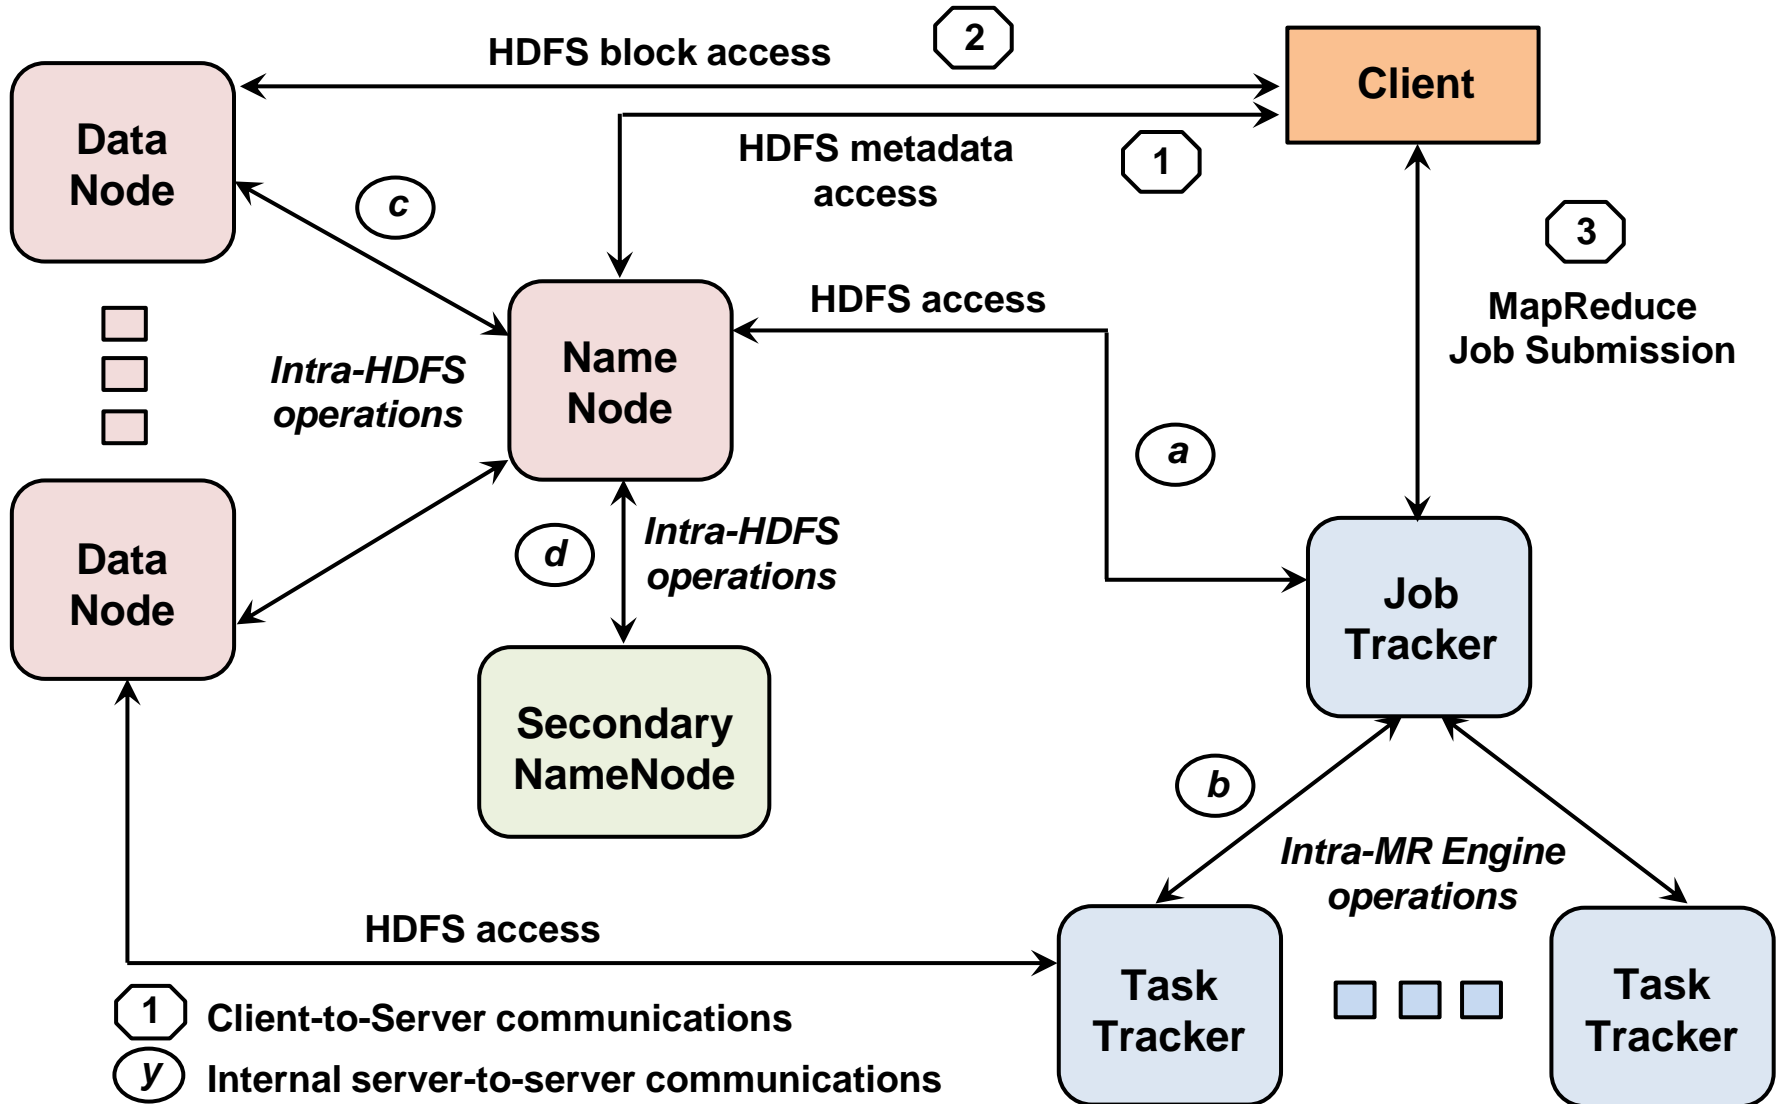 HDFS block access
2
Client
Data
Node
HDFS metadata
access
1
c
3
HDFS access
MapReduce
Job Submission
Name
Node
Intra-HDFS
operations
a
d
Intra-HDFS
operations
Data
Node
Job
Tracker
Secondary
NameNode
b
Intra-MR Engine
operations
HDFS access
Task
Tracker
Task
Tracker
1 Client-to-Server communications
y Internal server-to-server communications